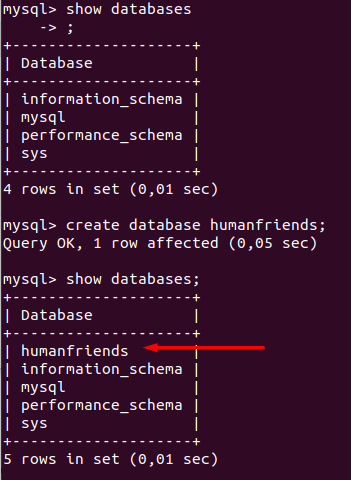 mysql> show databases
    -> ;
+--------------------+
| Database           |
+--------------------+
| information_schema |
| mysql              |
| performance_schema |
| sys                |
+--------------------+
4 rows in set (0,01 sec)

mysql> create database humanfriends;
Query OK, 1 row affected (0,05 sec)

mysql> show databases;
+--------------------+
| Database           |
+--------------------+
| humanfriends       |
| information_schema |
| mysql              |
| performance_schema |
| sys                |
+--------------------+
5 rows in set (0,01 sec)